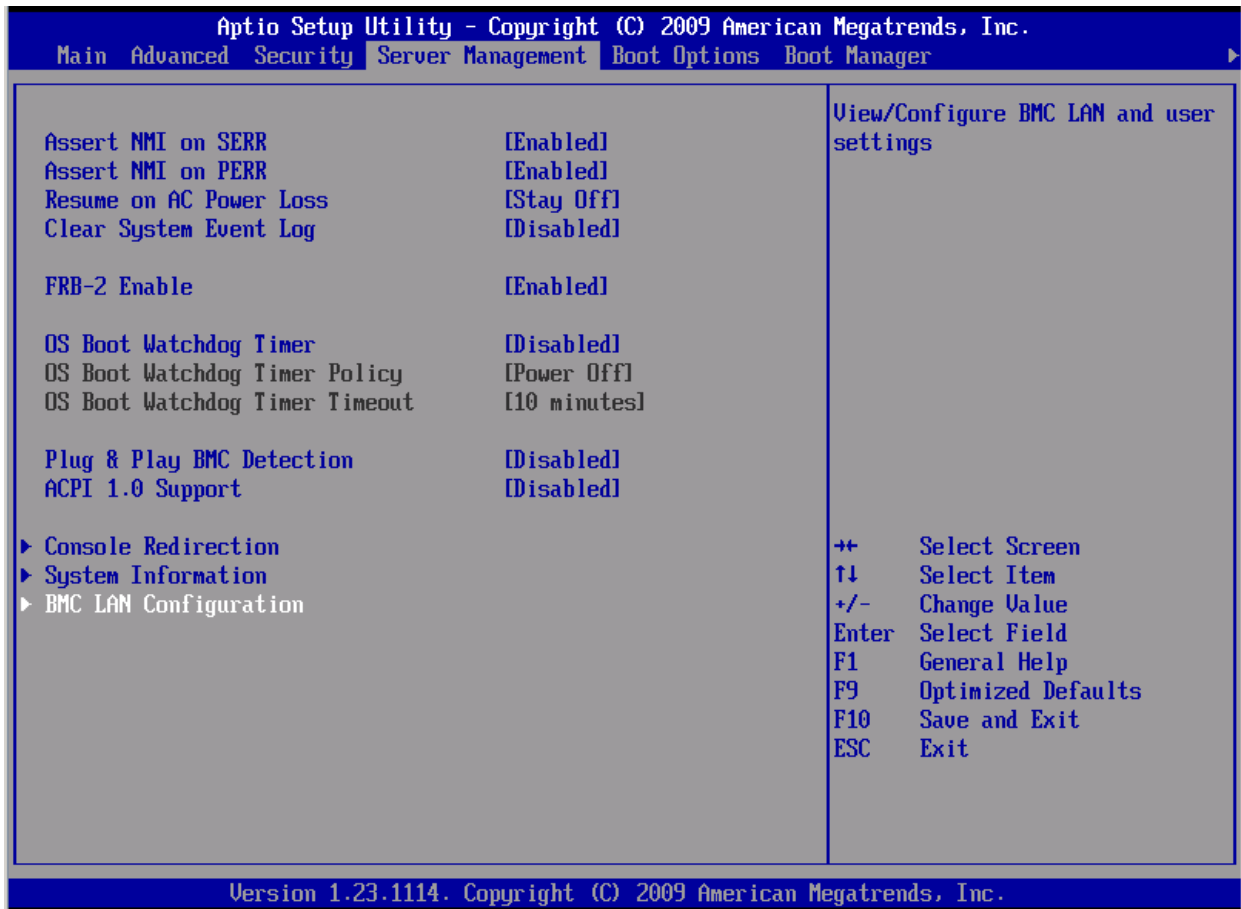 Aptio Setup Utility - Copyright (C) 2009 American Megatrends, Inc.
Main Advanced Security Server Management Boot Options Boot Manager
View/Configure BMC LAN and user
settings
Assert NMI on SERR [Enabled]
Assert NMI on PERR [Enabled]
Resume on AC Power Loss [Stay Off]
Clear System Event Log [Disabled]
FRB-2 Enable [Enabled]
OS Boot Watchdog Timer [Disabled]
OS Boot Watchdog Timer Policy [Power Off]
OS Boot Watchdog Timer Timeout [10 minutes]
Plug & Play BMC Detection [Disabled]
ACPI 1.0 Support [Disabled]
Console Redirection
System Information
BMC LAN Configuration
→← Select Screen
↑↓ Select Item
+/- Change Value
Enter Select Field
F1 General Help
F9 Optimized Defaults
F10 Save and Exit
ESC Exit
Version 1.23.1114. Copyright (C) 2009 American Megatrends, Inc.